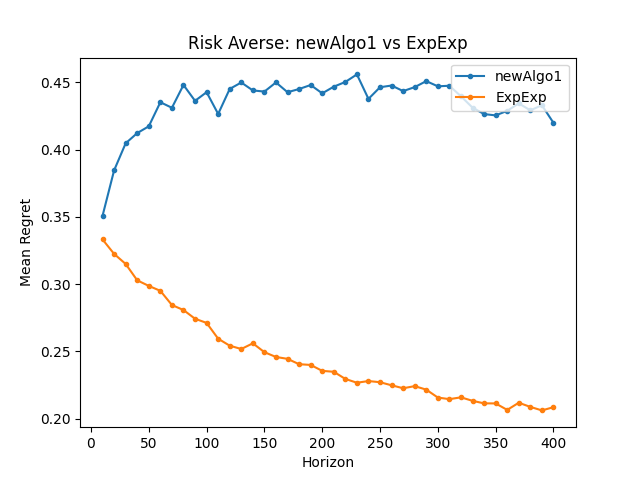 Risk Averse: newAlgo1 vs ExpExp
newAlgo1
ExpExp
Mean Regret
0.45
0.40
0.35
0.30
0.25
0.20
0 50 100 150 200 250 300 350 400
Horizon